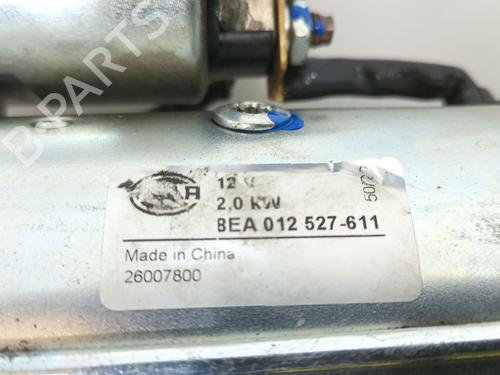 B-PARTS
12 V
2,0 kW
8EA 012 527-611
Made in China
26007800